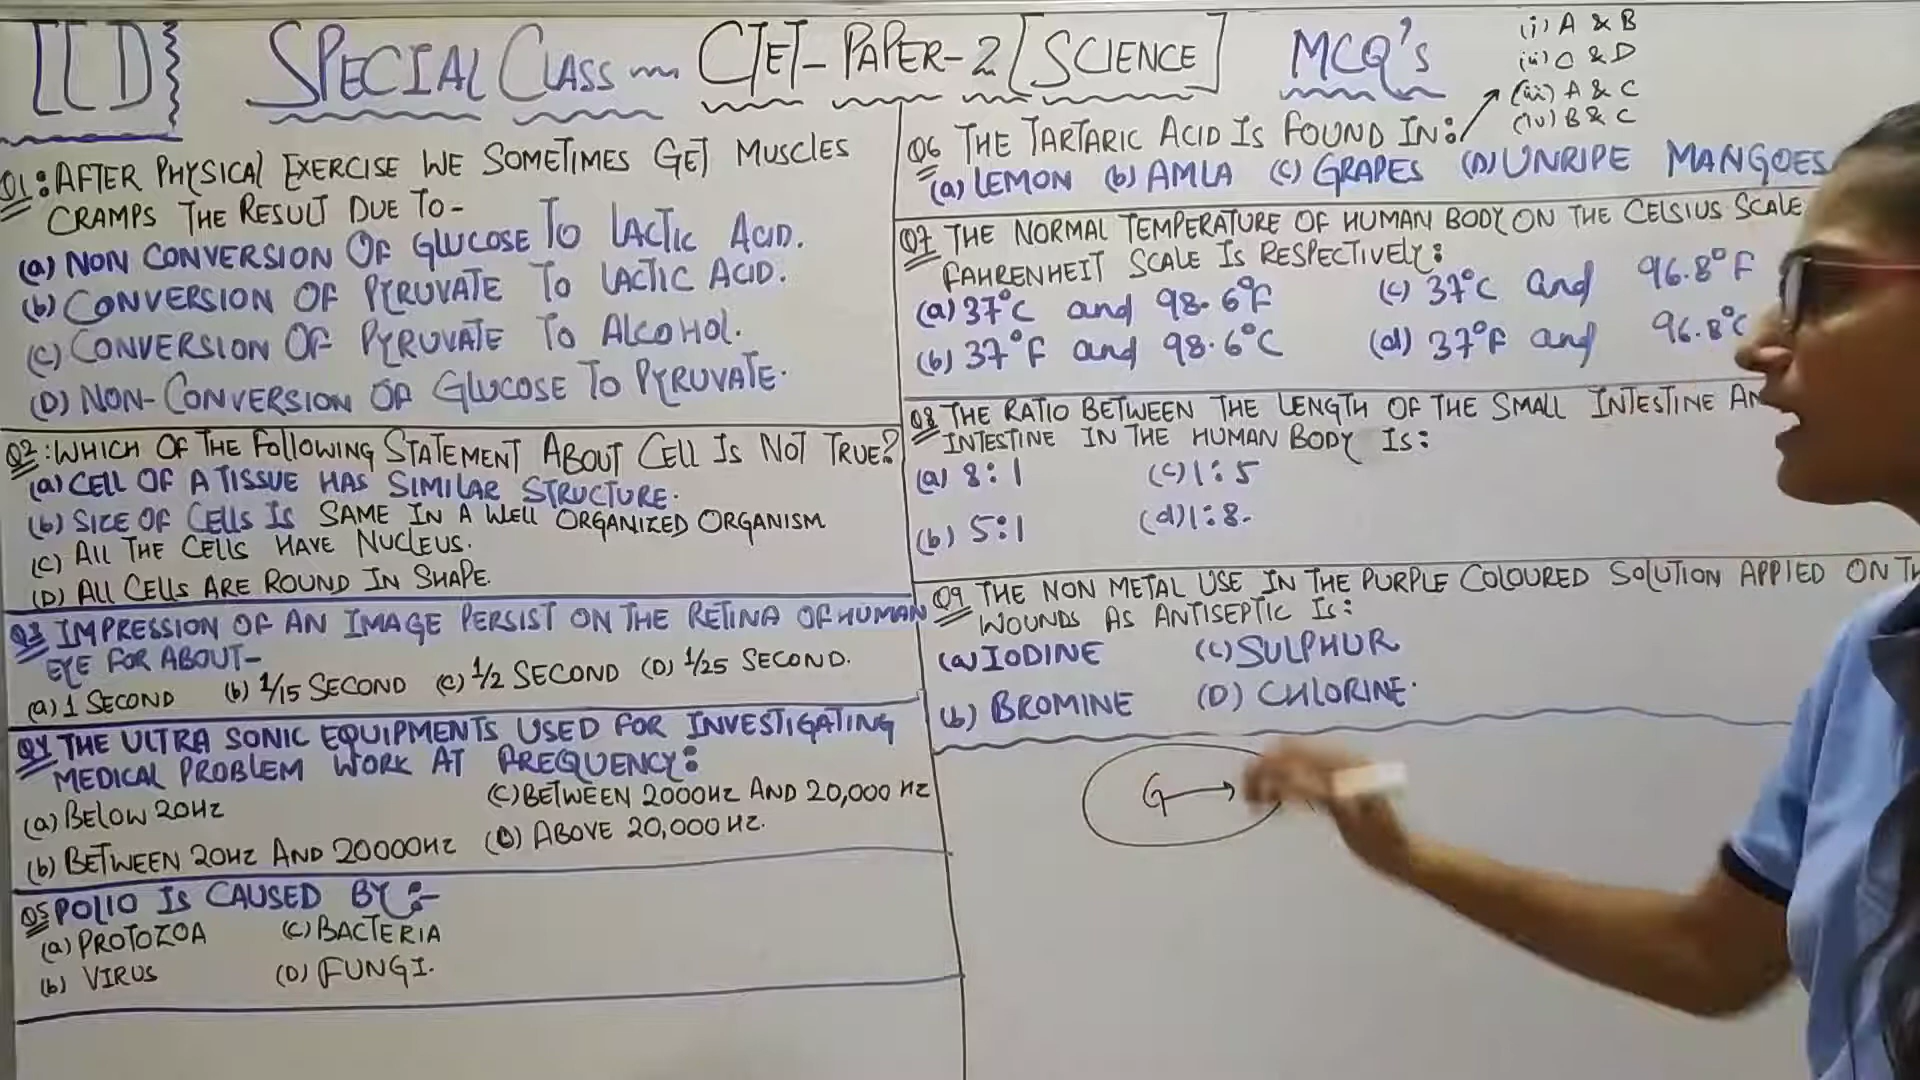 LCD
SPECIAL CLASS CTET-PAPER-2 [SCIENCE] MCQ's
Q1: AFTER PHYSICAL EXERCISE WE SOMETIMES GET MUSCLES
CRAMPS THE RESULT DUE TO-
(a) NON CONVERSION OF GLUCOSE TO LACTIC ACID.
(b) CONVERSION OF PYRUVATE TO LACTIC ACID.
(c) CONVERSION OF PYRUVATE TO ALCOHOL.
(D) NON-CONVERSION OF GLUCOSE TO PYRUVATE.
Q2: WHICH OF THE FOLLOWING STATEMENT ABOUT CELL IS NOT TRUE?
(a) CELL OF A TISSUE HAS SIMILAR STRUCTURE.
(b) SIZE OF CELLS IS SAME IN A WELL ORGANIZED ORGANISM
(c) ALL THE CELLS HAVE NUCLEUS.
(D) ALL CELLS ARE ROUND IN SHAPE.
Q3 IMPRESSION OF AN IMAGE PERSIST ON THE RETINA OF HUMAN
EYE FOR ABOUT-
(a) 1 SECOND (b) 1/15 SECOND (c) 1/2 SECOND (D) 1/25 SECOND.
Q4 THE ULTRA SONIC EQUIPMENTS USED FOR INVESTIGATING
MEDICAL PROBLEM WORK AT FREQUENCY:
(a) BELOW 20HZ (C) BETWEEN 2000HZ AND 20,000 HZ
(b) BETWEEN 20HZ AND 20000HZ (D) ABOVE 20,000 HZ.
Q5 POLIO IS CAUSED BY:-
(a) PROTOZOA (C) BACTERIA
(b) VIRUS (D) FUNGI.
(i) A & B
(ii) C & D
(iii) A & C
(iv) B & C
Q6 THE TARTARIC ACID IS FOUND IN:
(a) LEMON (b) AMLA (C) GRAPES (D) UNRIPE MANGOES
Q7 THE NORMAL TEMPERATURE OF HUMAN BODY ON THE CELSIUS SCALE
FAHRENHEIT SCALE IS RESPECTIVELY:
(a) 37°C and 98.6°F (c) 37°C and 96.8°F
(b) 37°F and 98.6°C (d) 37°F and 96.8°C
Q8 THE RATIO BETWEEN THE LENGTH OF THE SMALL INTESTINE AN
INTESTINE IN THE HUMAN BODY IS:
(a) 8:1 (C) 1:5
(b) 5:1 (d) 1:8.
Q9 THE NON METAL USE IN THE PURPLE COLOURED SOLUTION APPIED ON
WOUNDS AS ANTISEPTIC IS:
(a) IODINE (C) SULPHUR
(b) BROMINE (D) CHLORINE.
G